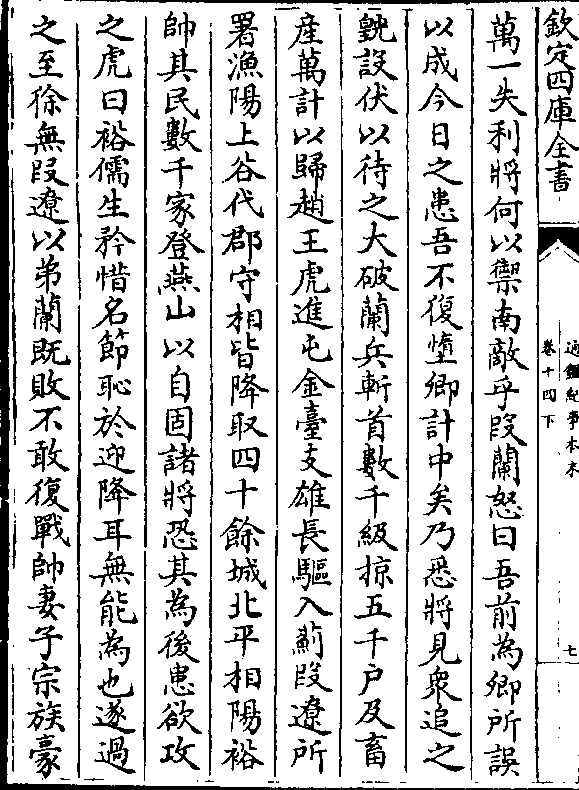 欽定四庫全書
通鑑紀事本末
卷十四下
七
萬一失利將何以禦南敵乎段蘭怒曰吾前為卿所誤
以成今日之患吾不復墮卿計中矣乃悉將見衆追之
皝設伏以待之大破蘭兵斬首數千級掠五千户及畜
産萬計以歸趙王虎進屯金臺支雄長驅入薊段遼所
署漁陽上谷代郡守相皆降取四十餘城北平相陽裕
帥其民數千家登燕山以自固諸將恐其為後患欲攻
之虎曰裕儒生矜惜名節恥於迎降耳無能為也遂過
之至徐無段遼以弟蘭既敗不敢復戰帥妻子宗族豪